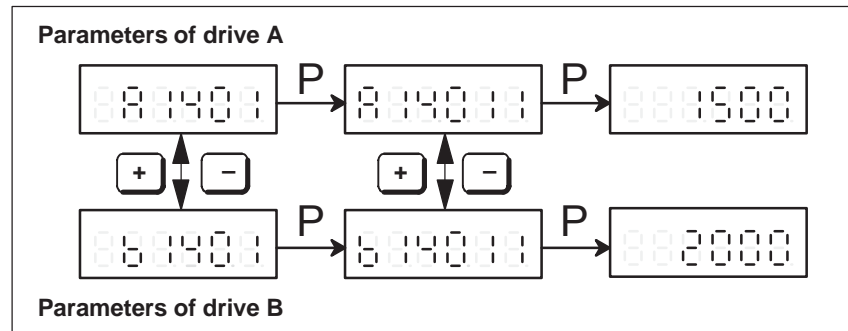 Parameters of drive A
A1401 P A14011 P 1500
+ − + −
b1401 P b14011 P 2000
Parameters of drive B